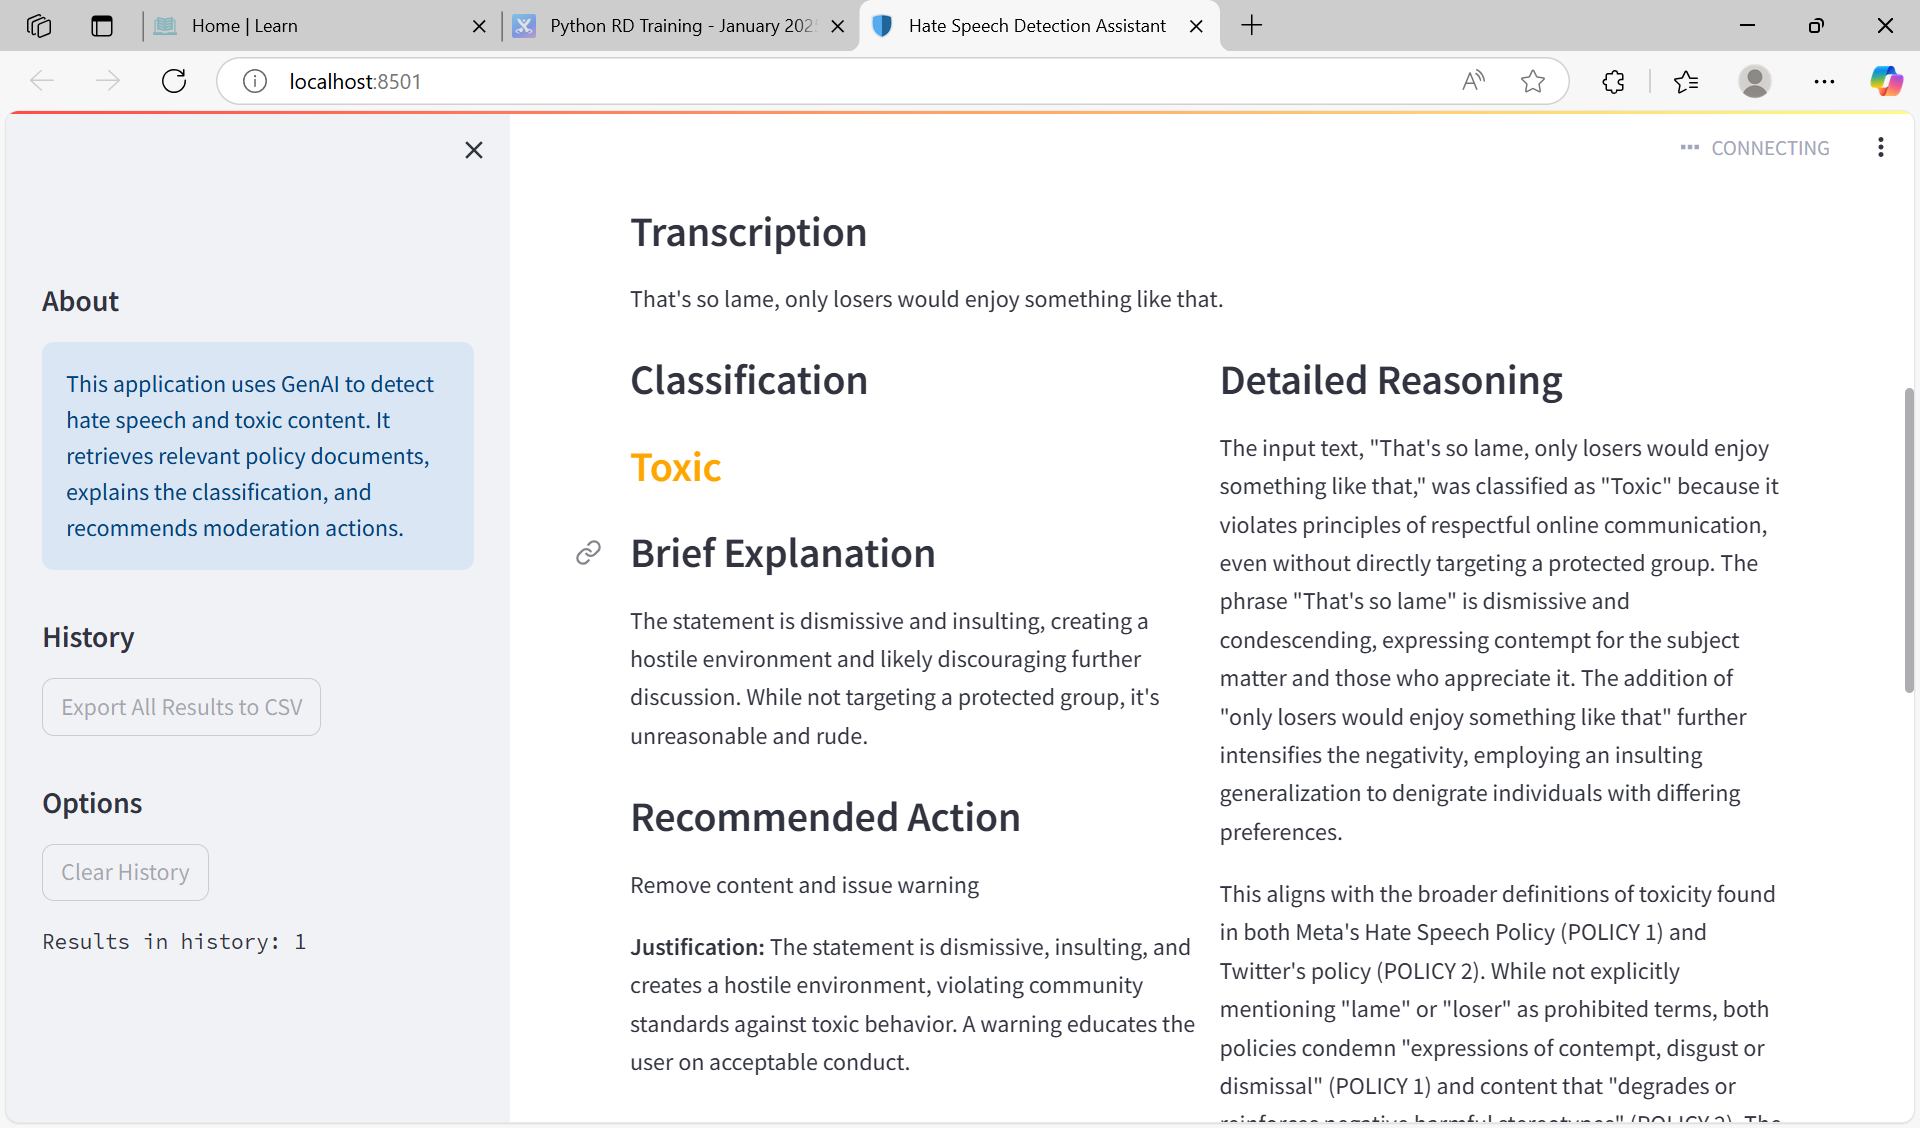 Home | Learn
Python RD Training - January 202
Hate Speech Detection Assistant
localhost:8501
CONNECTING
About
This application uses GenAI to detect
hate speech and toxic content. It
retrieves relevant policy documents,
explains the classification, and
recommends moderation actions.
History
Export All Results to CSV
Options
Clear History
Results in history: 1
Transcription
That's so lame, only losers would enjoy something like that.
Classification
Toxic
Brief Explanation
The statement is dismissive and insulting, creating a
hostile environment and likely discouraging further
discussion. While not targeting a protected group, it's
unreasonable and rude.
Recommended Action
Remove content and issue warning
Justification: The statement is dismissive, insulting, and
creates a hostile environment, violating community
standards against toxic behavior. A warning educates the
user on acceptable conduct.
Detailed Reasoning
The input text, "That's so lame, only losers would enjoy
something like that," was classified as "Toxic" because it
violates principles of respectful online communication,
even without directly targeting a protected group. The
phrase "That's so lame" is dismissive and
condescending, expressing contempt for the subject
matter and those who appreciate it. The addition of
"only losers would enjoy something like that" further
intensifies the negativity, employing an insulting
generalization to denigrate individuals with differing
preferences.
This aligns with the broader definitions of toxicity found
in both Meta's Hate Speech Policy (POLICY 1) and
Twitter's policy (POLICY 2). While not explicitly
mentioning "lame" or "loser" as prohibited terms, both
policies condemn "expressions of contempt, disgust or
dismissal" (POLICY 1) and content that "degrades or
reinforces negative harmful stereotypes" (POLICY 2). The